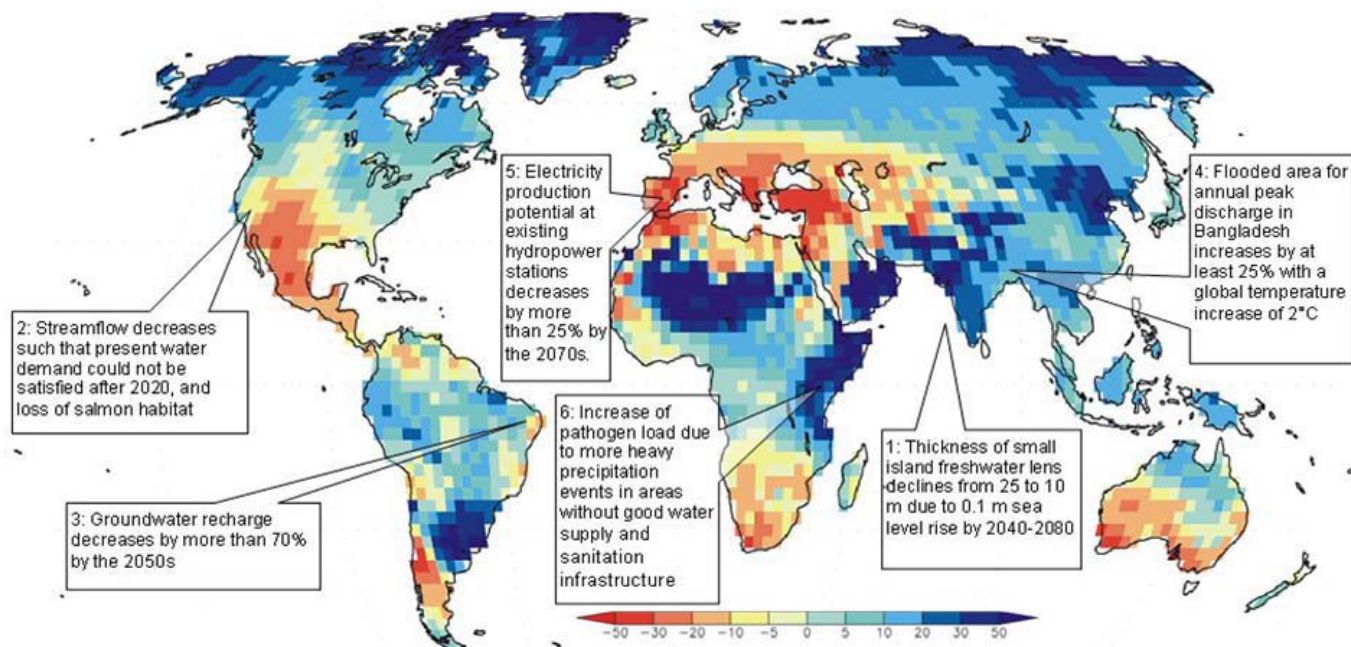 5: Electricity
production
potential at
existing
hydropower
stations
decreases
by more
than 25% by
the 2070s.
4: Flooded area for
annual peak
discharge in
Bangladesh
increases by at
least 25% with a
global temperature
increase of 2°C
2: Streamflow decreases
such that present water
demand could not be
satisfied after 2020, and
loss of salmon habitat
6: Increase of
pathogen load due
to more heavy
precipitation
events in areas
without good water
supply and
sanitation
infrastructure
1: Thickness of small
island freshwater lens
declines from 25 to 10
m due to 0.1 m sea
level rise by 2040-2080
3: Groundwater recharge
decreases by more than 70%
by the 2050s
-50 -30 -20 -10 -5 0 5 10 20 30 50